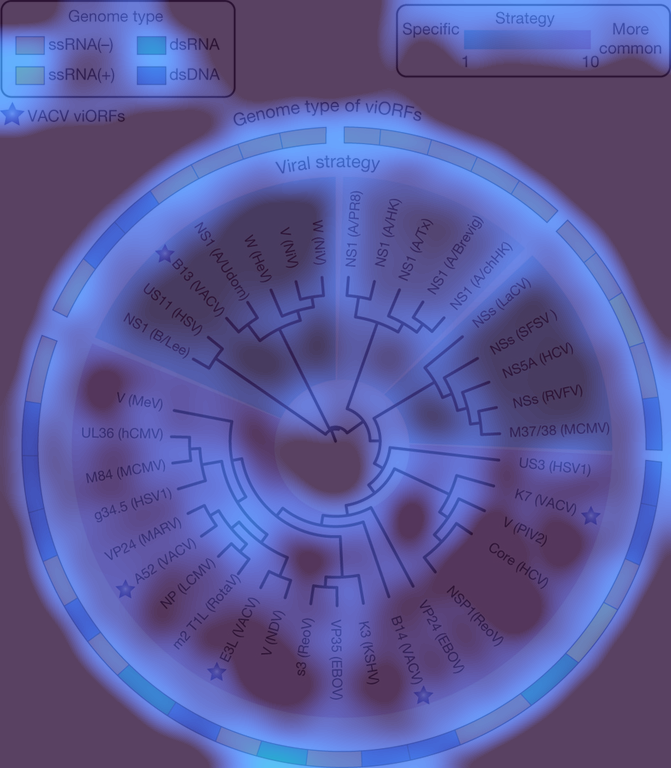 Genome type
ssRNA(–)
dsRNA
ssRNA(+)
dsDNA
VACV viORFs
Strategy
Specific
More common
1
10
Genome type of viORFs
Viral strategy
NS1 (A/PR8)
NS1 (A/HK)
NS1 (A/Tx)
NS1 (A/Brevig)
NS1 (A/chHK)
NSs (LaCV)
NSs (SFSV)
NS5A (HCV)
NSs (RVFV)
M37/38 (MCMV)
US3 (HSV1)
K7 (VACV)
V (PIV2)
Core (HCV)
NSP1(ReoV)
VP24 (EBOV)
B14 (VACV)
K3 (KSHV)
VP35 (EBOV)
s3 (ReoV)
V (NDV)
E3L (VACV)
m2 T1L (RotaV)
NP (LCMV)
A52 (VACV)
VP24 (MARV)
g34.5 (HSV1)
M84 (MCMV)
UL36 (hCMV)
V (MeV)
NS1 (B/Lee)
US11 (HSV)
B13 (VACV)
NS1 (A/Udorn)
W (HeV)
V (NiV)
W (NiV)